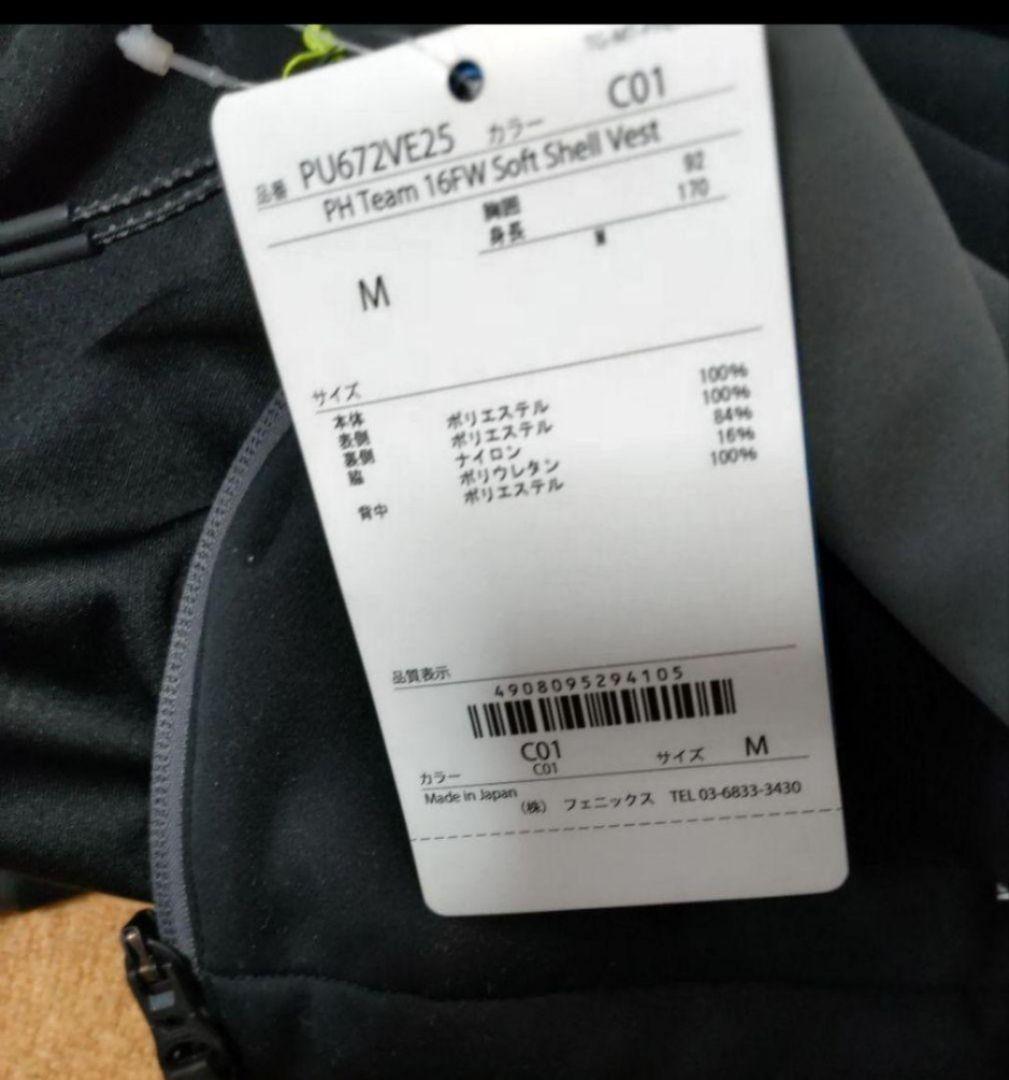 品番 PU672VE25 カラー C01
PH Team 16FW Soft Shell Vest
胸囲 92
身長 170
M
サイズ
本体
表側 ポリエステル 100%
裏側 ポリエステル 100%
脇 ナイロン 84%
ポリウレタン 16%
背中 ポリエステル 100%
品質表示
4908095294105
カラー C01 サイズ M
C01
Made in Japan (株) フェニックス TEL 03-6833-3430